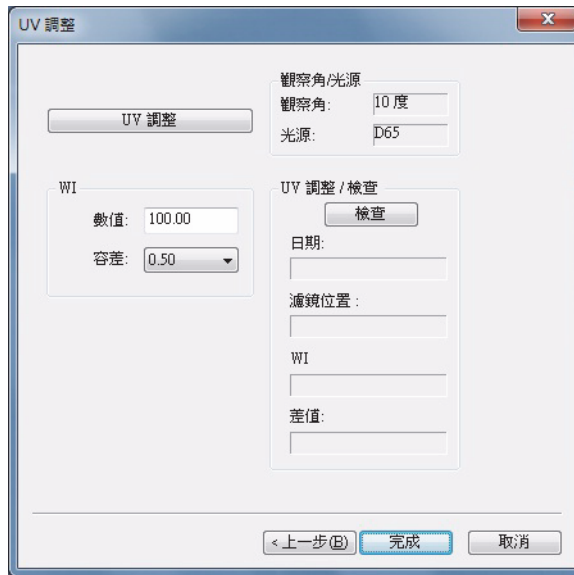 UV 調整
UV 調整
觀察角/光源
觀察角: 10 度
光源: D65
WI
數值: 100.00
容差: 0.50
UV 調整 / 檢查
檢查
日期:
濾鏡位置 :
WI
差值:
< 上一步(B)
完成
取消